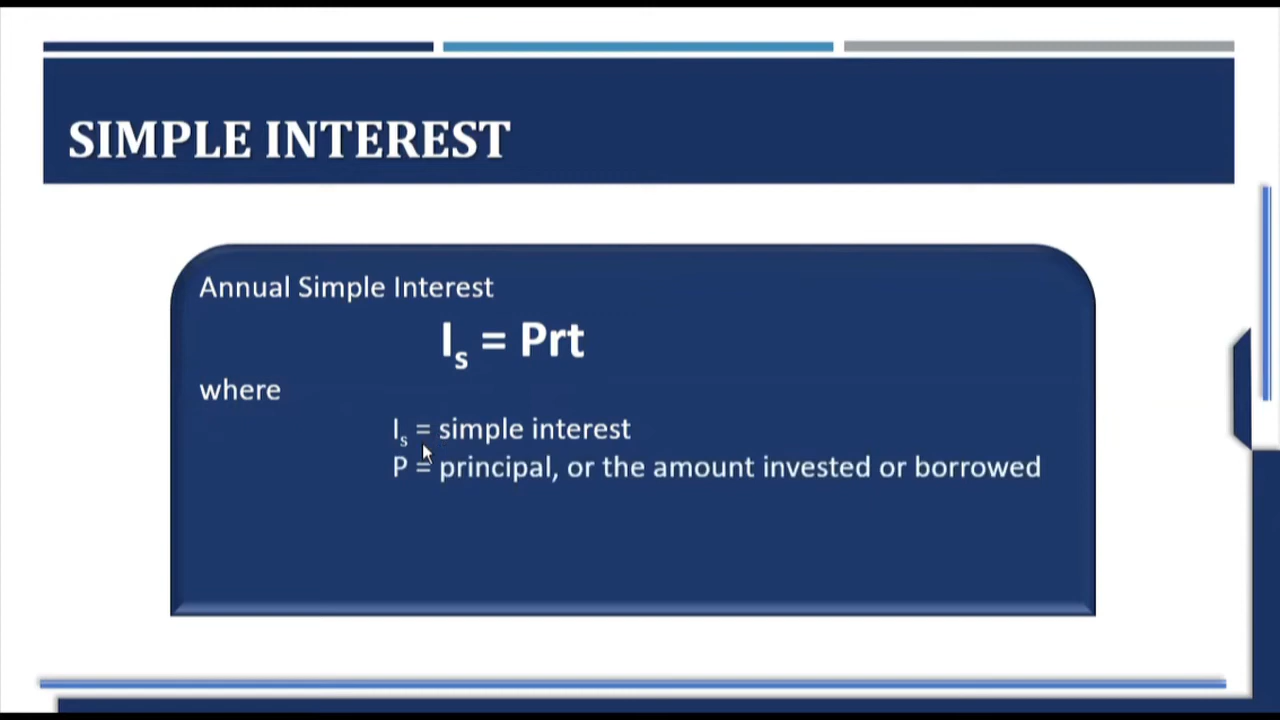 SIMPLE INTEREST
Annual Simple Interest
Iₛ = Prt
where
Iₛ = simple interest
P = principal, or the amount invested or borrowed